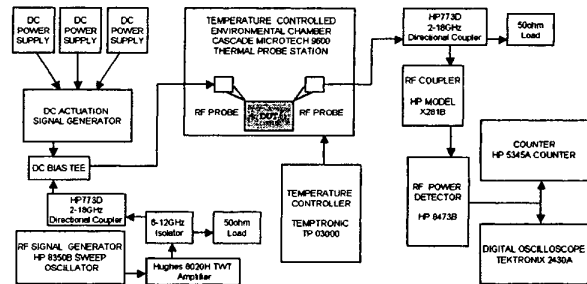 DC
POWER
SUPPLY
DC
POWER
SUPPLY
DC
POWER
SUPPLY
TEMPERATURE CONTROLLED
ENVIRONMENTAL CHAMBER
CASCADE MICROTECH 9600
THERMAL PROBE STATION
HP773D
2-18GHz
Directional Coupler
50ohm
Load
DC ACTUATION
SIGNAL GENERATOR
RF PROBE
DUT
RF PROBE
RF COUPLER
HP MODEL
X281B
DC BIAS TEE
COUNTER
HP 5345A COUNTER
HP773D
2-18GHz
Directional Coupler
8-12GHz
Isolator
50ohm
Load
TEMPERATURE
CONTROLLER
TEMPTRONIC
TP 03000
RF POWER
DETECTOR
HP 8473B
RF SIGNAL GENERATOR
HP 8350B SWEEP
OSCILLATOR
Hughes 8020H TWT
Amplifier
DIGITAL OSCILLOSCOPE
TEKTRONIX 2430A